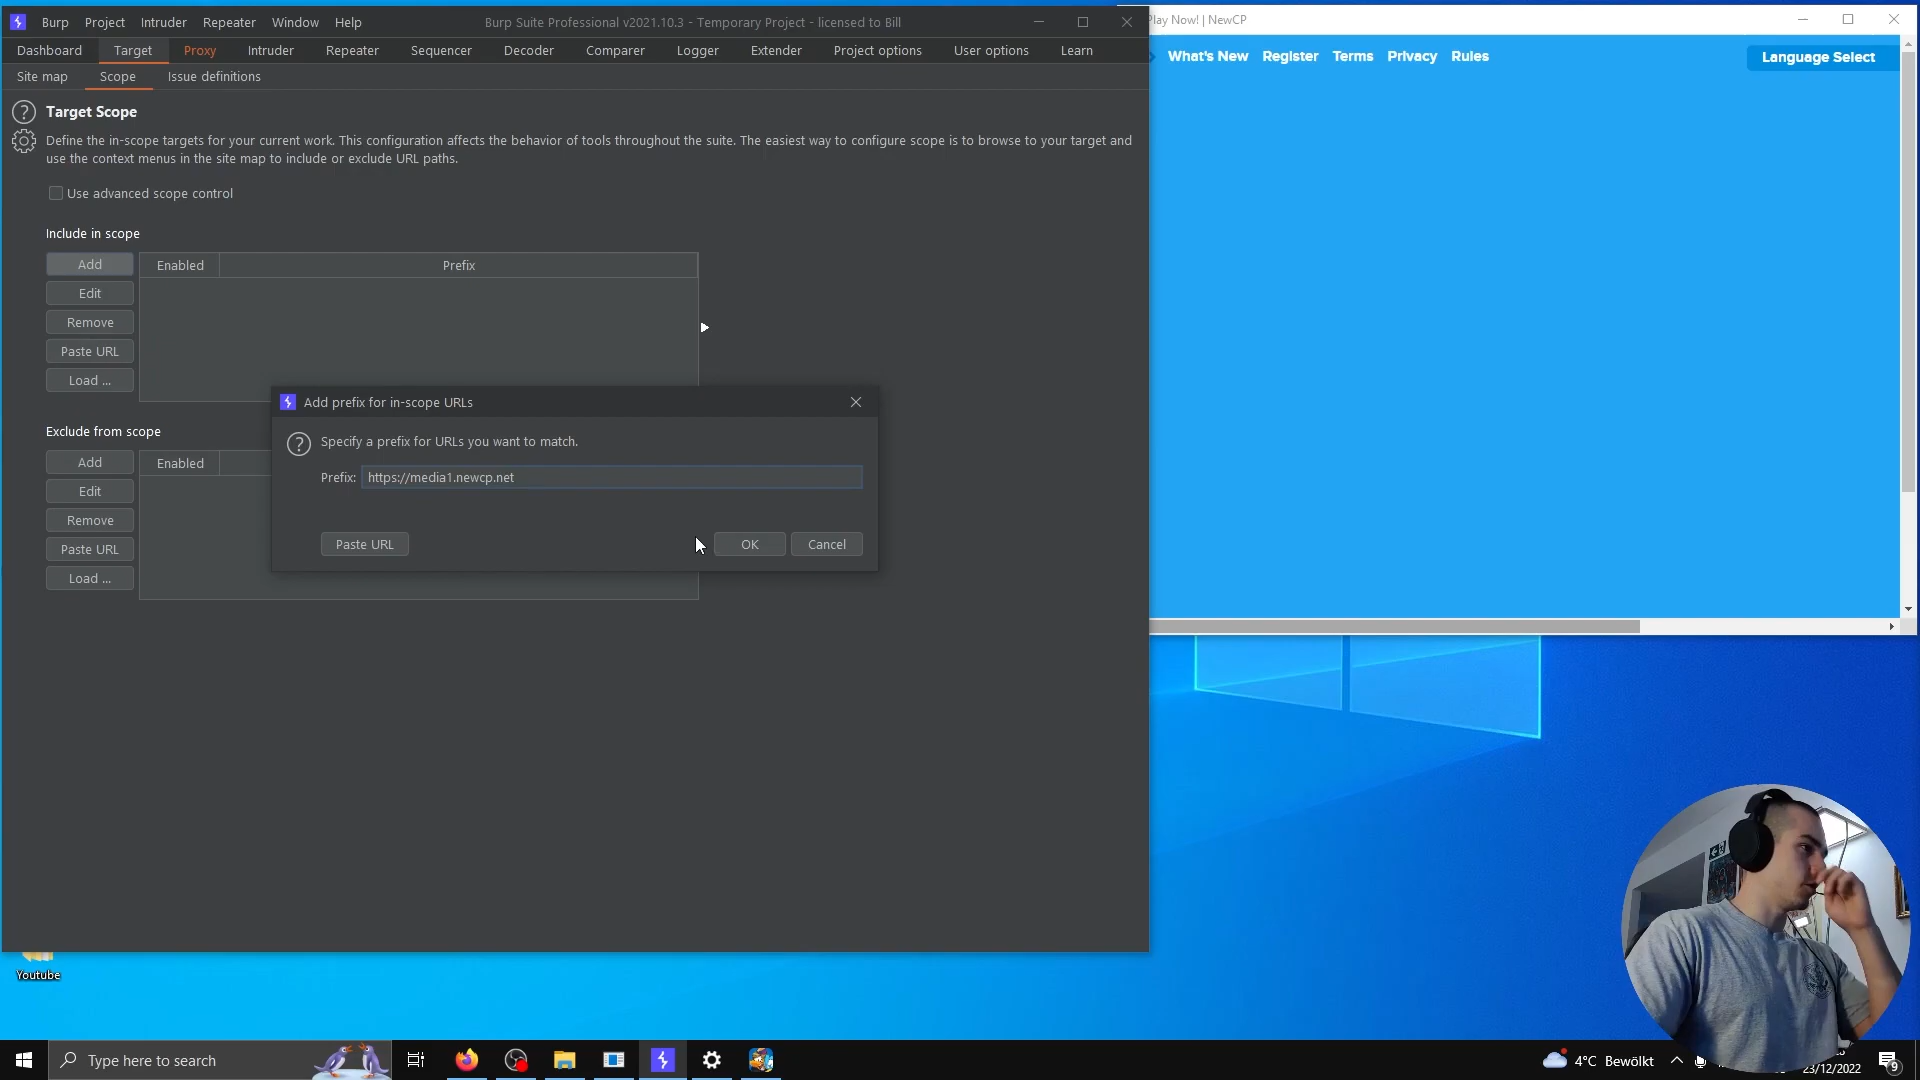 Burp Project Intruder Repeater Window Help
Burp Suite Professional v2021.10.3 - Temporary Project - licensed to Bill
Dashboard Target Proxy Intruder Repeater Sequencer Decoder Comparer Logger Extender Project options User options Learn
Site map Scope Issue definitions
Target Scope
Define the in-scope targets for your current work. This configuration affects the behavior of tools throughout the suite. The easiest way to configure scope is to browse to your target and
use the context menus in the site map to include or exclude URL paths.
Use advanced scope control
Include in scope
Add
Edit
Remove
Paste URL
Load ...
Enabled Prefix
Exclude from scope
Add
Edit
Remove
Paste URL
Load ...
Enabled
Add prefix for in-scope URLs
Specify a prefix for URLs you want to match.
Prefix: https://media1.newcp.net
Paste URL OK Cancel
Play Now! | NewCP
What's New Register Terms Privacy Rules
Language Select
Youtube
Type here to search
4°C Bewölkt
23/12/2022
9